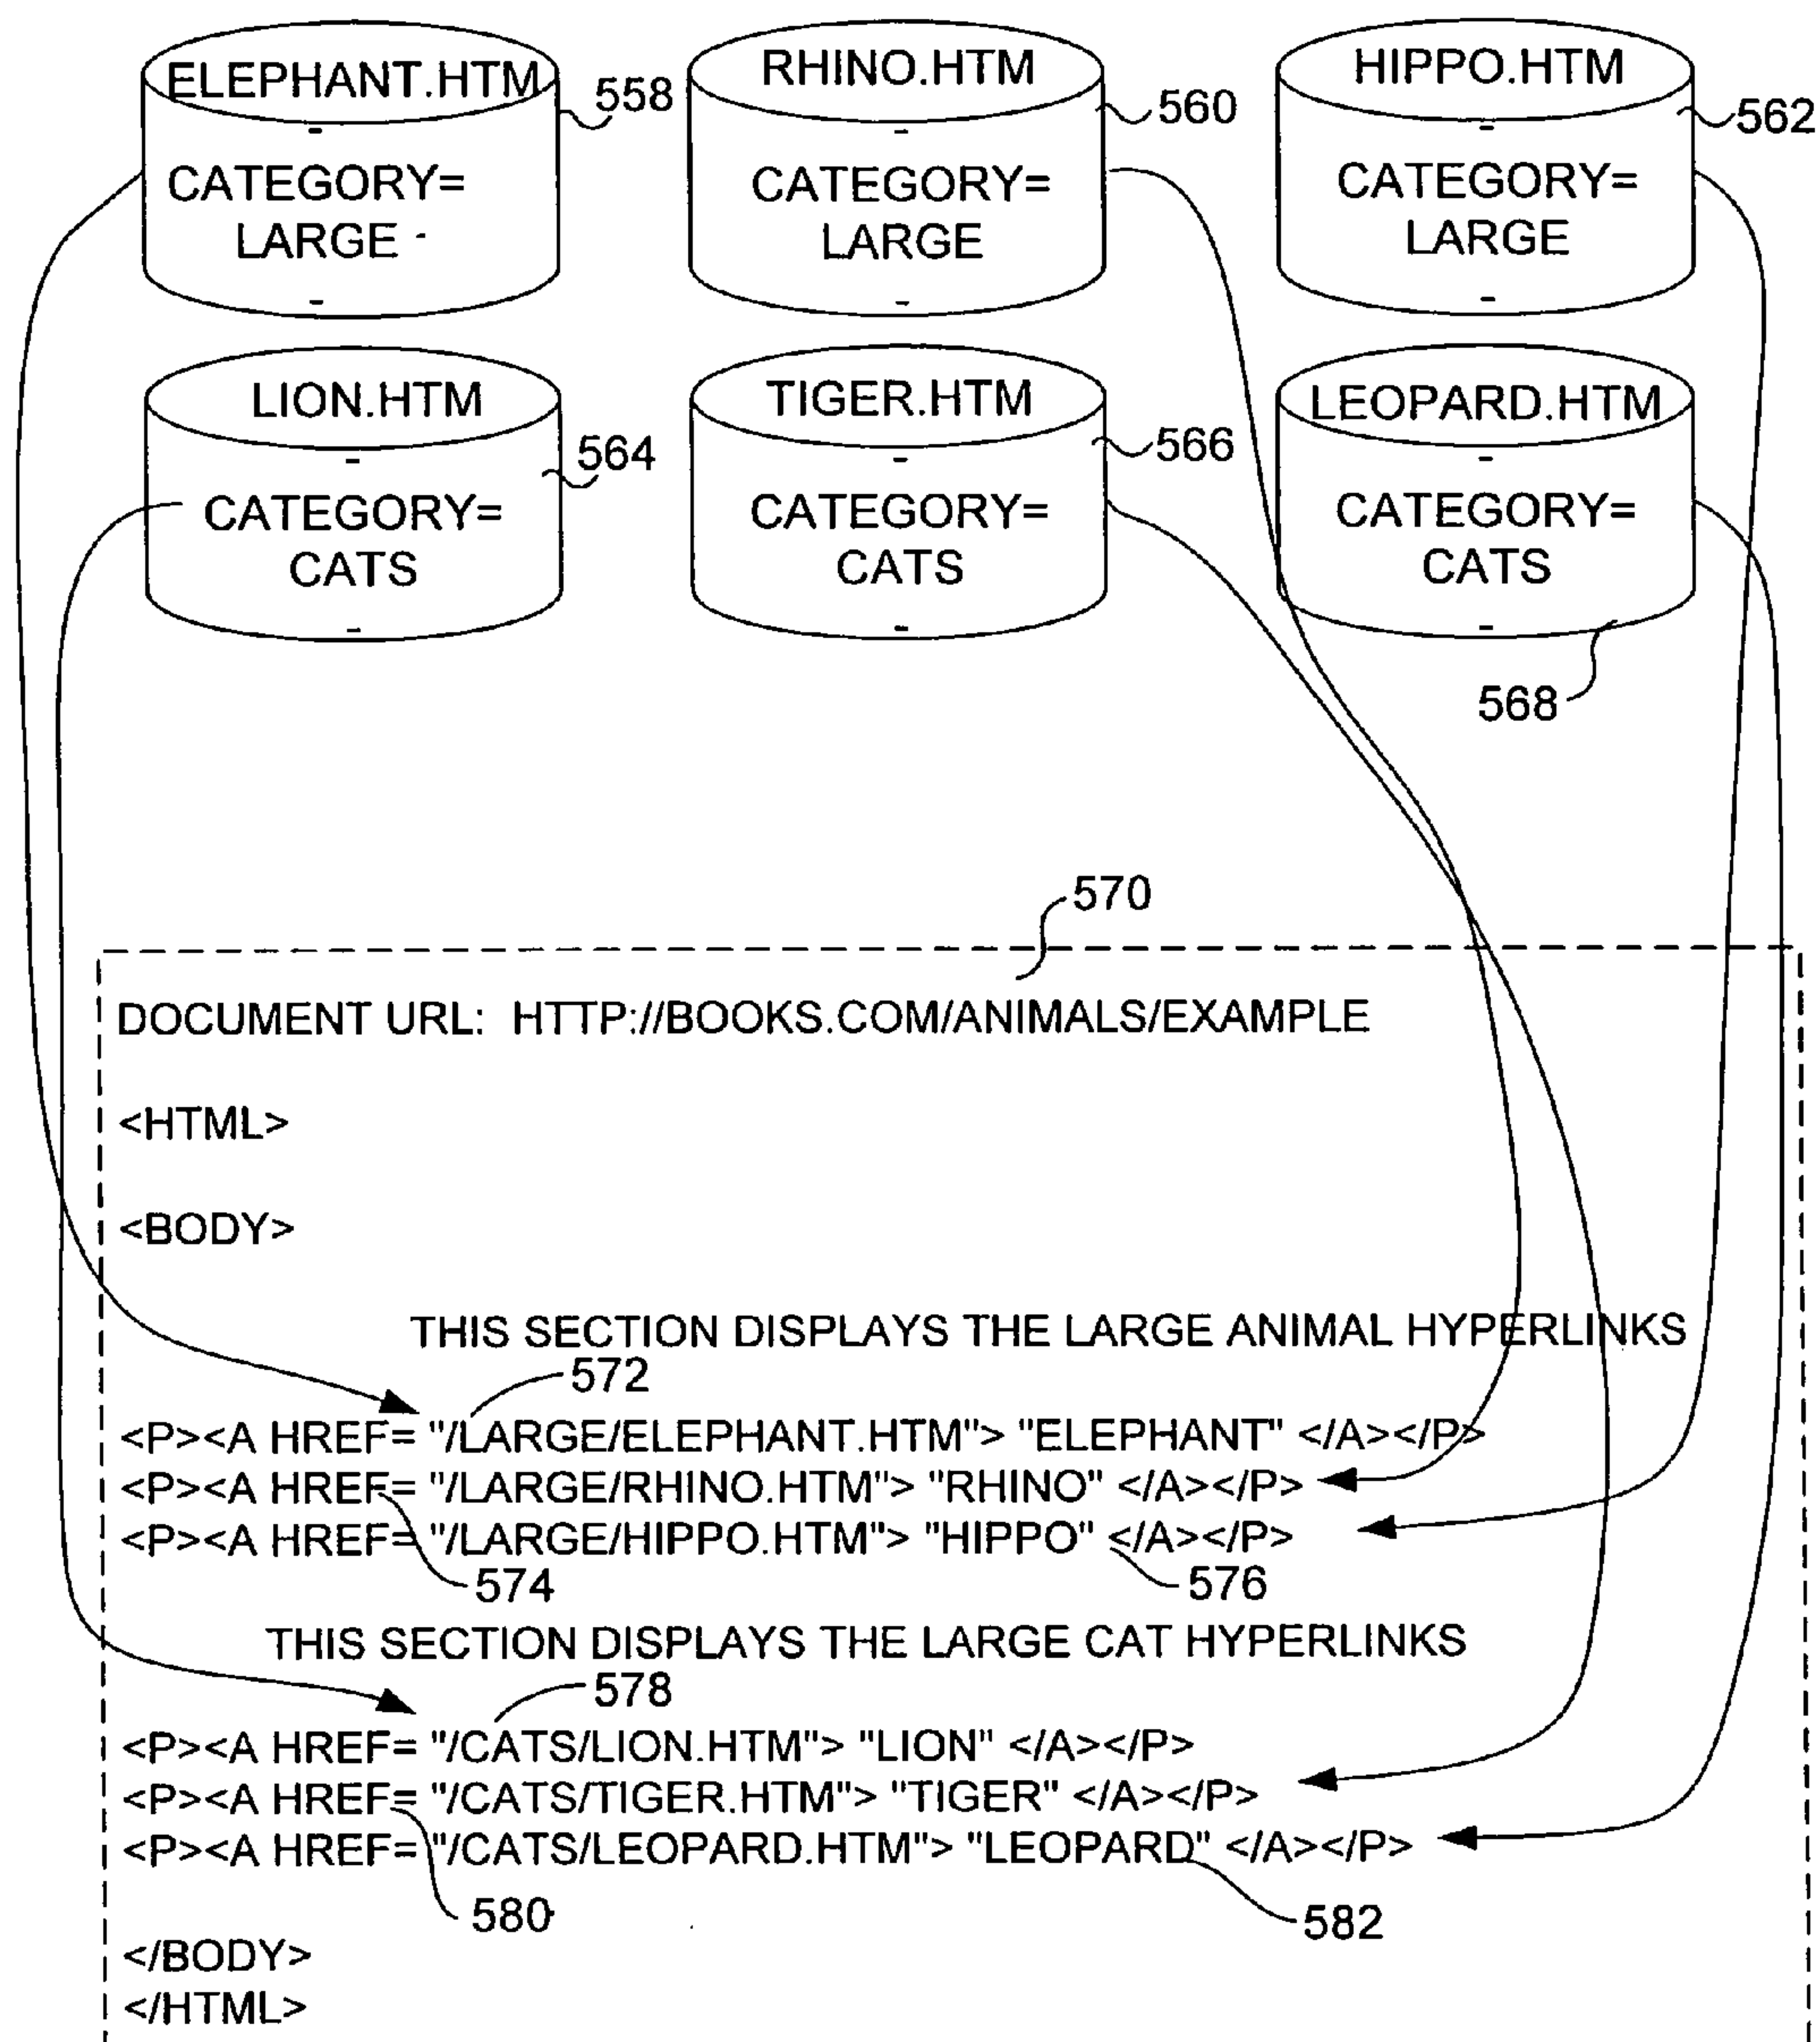 ELEPHANT.HTM
-
CATEGORY=
LARGE -
-
558
RHINO.HTM
-
CATEGORY=
LARGE
-
560
HIPPO.HTM
-
CATEGORY=
LARGE
-
562
LION.HTM
-
CATEGORY=
CATS
-
564
TIGER.HTM
-
CATEGORY=
CATS
-
566
LEOPARD.HTM
-
CATEGORY=
CATS
-
568
570
DOCUMENT URL: HTTP://BOOKS.COM/ANIMALS/EXAMPLE
<HTML>
<BODY>
THIS SECTION DISPLAYS THE LARGE ANIMAL HYPERLINKS
572
<P><A HREF= "/LARGE/ELEPHANT.HTM"> "ELEPHANT" </A></P>
<P><A HREF= "/LARGE/RHINO.HTM"> "RHINO" </A></P>
<P><A HREF= "/LARGE/HIPPO.HTM"> "HIPPO" </A></P>
574
576
THIS SECTION DISPLAYS THE LARGE CAT HYPERLINKS
578
<P><A HREF= "/CATS/LION.HTM"> "LION" </A></P>
<P><A HREF= "/CATS/TIGER.HTM"> "TIGER" </A></P>
<P><A HREF= "/CATS/LEOPARD.HTM"> "LEOPARD" </A></P>
580
582
</BODY>
</HTML>